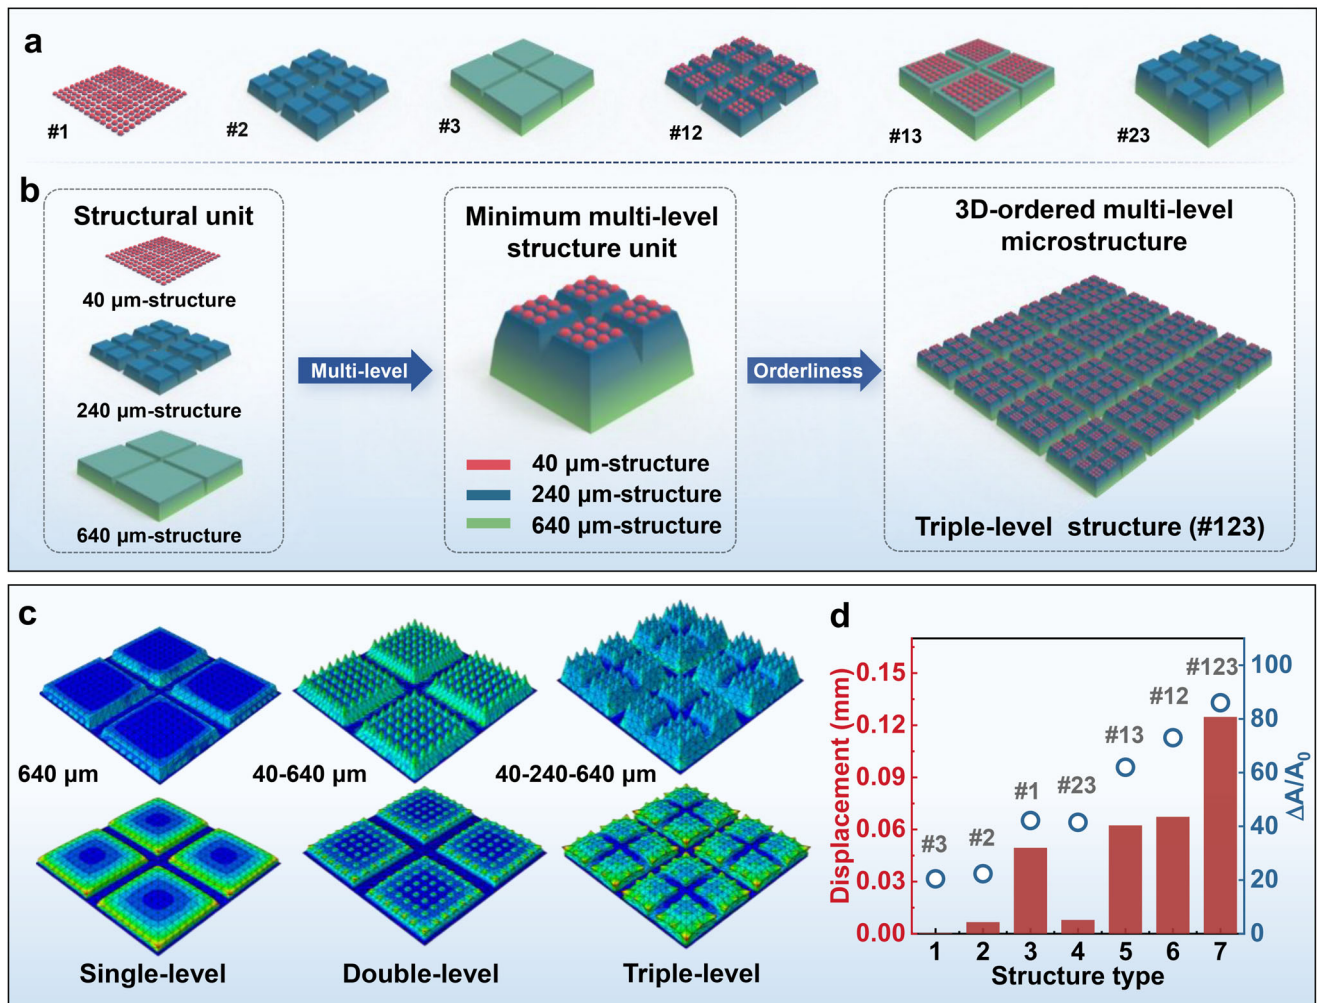 a
#1
#2
#3
#12
#13
#23
b
Structural unit
40 μm-structure
240 μm-structure
640 μm-structure
Multi-level
Minimum multi-level
structure unit
40 μm-structure
240 μm-structure
640 μm-structure
Orderliness
3D-ordered multi-level
microstructure
Triple-level structure (#123)
c
640 μm
40-640 μm
40-240-640 μm
Single-level
Double-level
Triple-level
d
Displacement (mm)
0.15
0.12
0.09
0.06
0.03
0.00
#3
#2
#1
#23
#13
#12
#123
100
80
60
40
20
0
ΔA/A0
1 2 3 4 5 6 7
Structure type